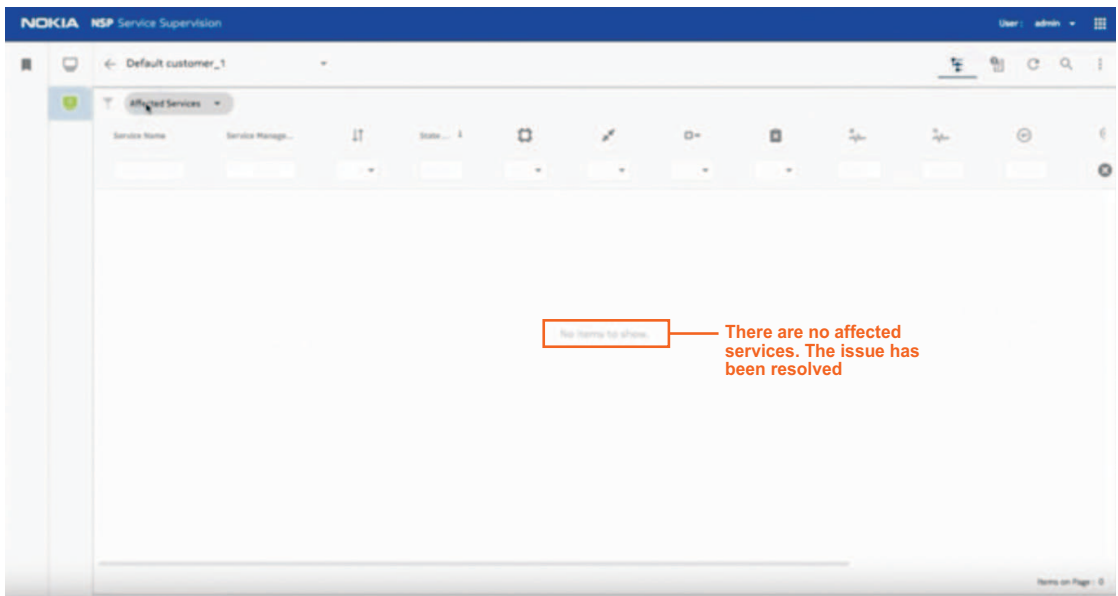 NOKIA NSP Service Supervision
User: admin
Default customer_1
Affected Services
Service Name
Service Manage...
State ...
No items to show.
There are no affected
services. The issue has
been resolved
Items on Page : 0